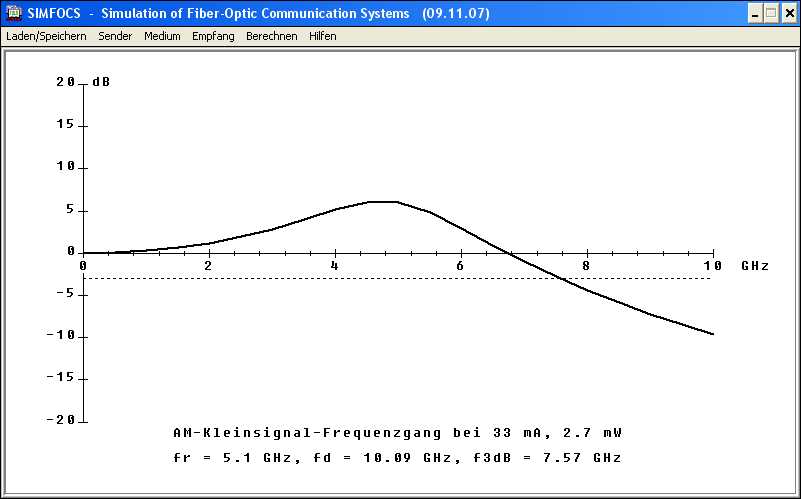 SIMFOCS - Simulation of Fiber-Optic Communication Systems (09.11.07)
Laden/Speichern Sender Medium Empfang Berechnen Hilfen
20 dB
15
10
5
0
0 2 4 6 8 10 GHz
-5
-10
-15
-20
AM-Kleinsignal-Frequenzgang bei 33 mA, 2.7 mW
fr = 5.1 GHz, fd = 10.09 GHz, f3dB = 7.57 GHz